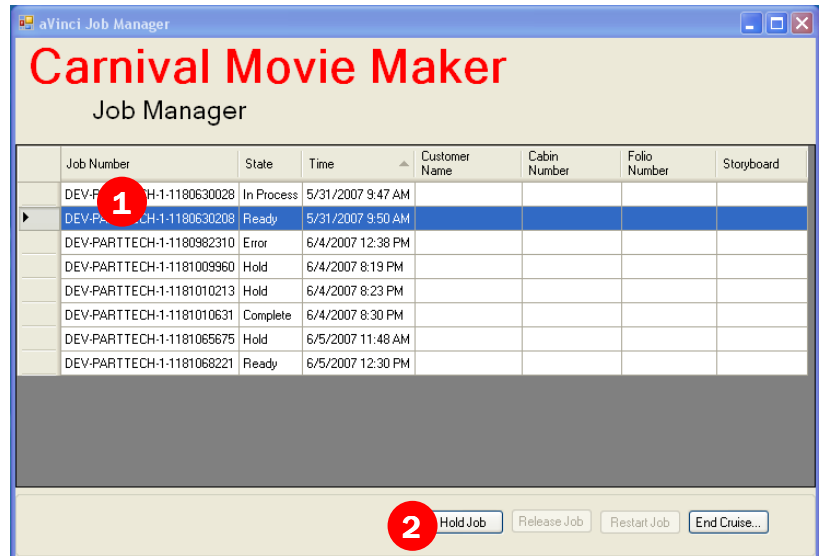 aVinci Job Manager
Carnival Movie Maker
Job Manager
Job Number State Time Customer Name Cabin Number Folio Number Storyboard
1
H-1-1180630028 In Process 5/31/2007 9:47 AM
DEV-PARTTECH-1-1180630208 Ready 5/31/2007 9:50 AM
DEV-PARTTECH-1-1180982310 Error 6/4/2007 12:38 PM
DEV-PARTTECH-1-1181009960 Hold 6/4/2007 8:19 PM
DEV-PARTTECH-1-1181010213 Hold 6/4/2007 8:23 PM
DEV-PARTTECH-1-1181010631 Complete 6/4/2007 8:30 PM
DEV-PARTTECH-1-1181065675 Hold 6/5/2007 11:48 AM
DEV-PARTTECH-1-1181068221 Ready 6/5/2007 12:30 PM
2 Hold Job Release Job Restart Job End Cruise...